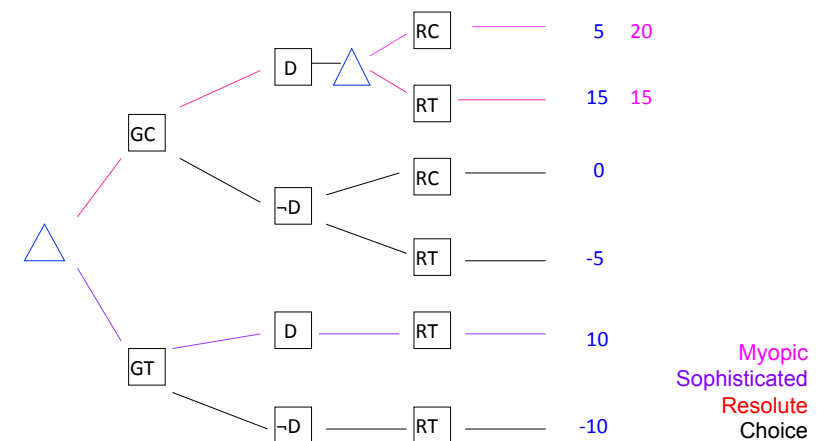 RC 5 20
D
RT 15 15
GC
RC 0
¬D
RT -5
D RT 10
GT
¬D RT -10
Myopic
Sophisticated
Resolute
Choice